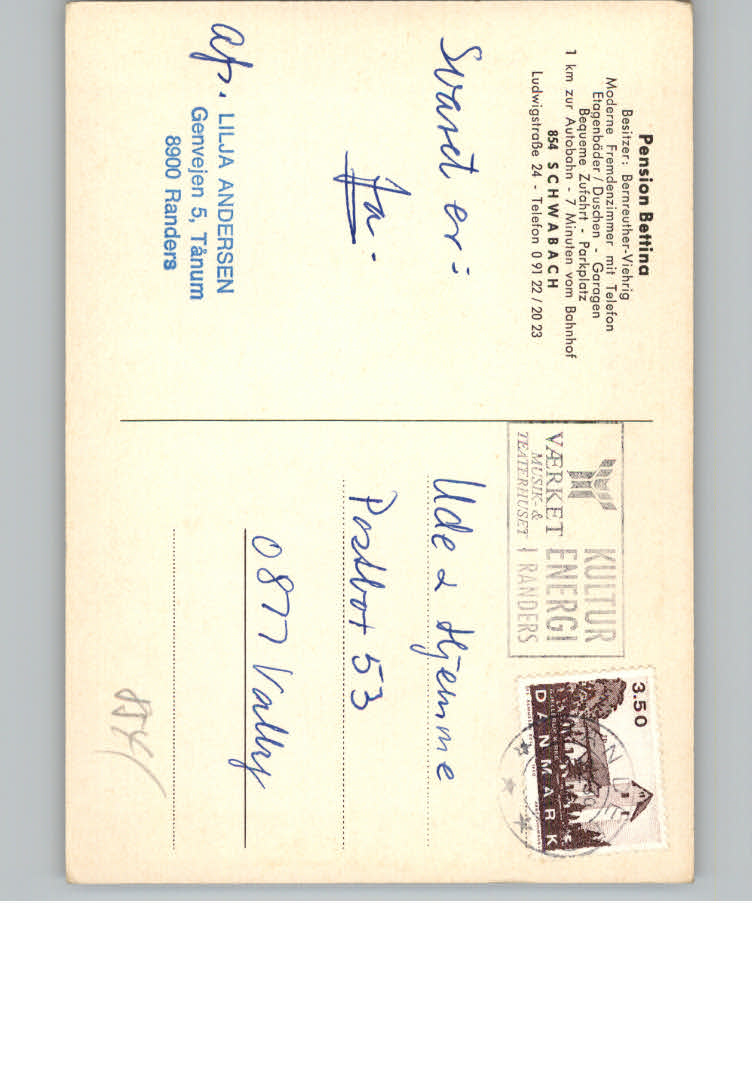 Pension Bettina
Besitzer: Bernreuther-Viehrig
Moderne Fremdenzimmer mit Telefon
Etagenbäder / Duschen - Garagen
Bequeme Zufahrt - Parkplatz
1 km zur Autobahn - 7 Minuten vom Bahnhof
854 SCHWABACH
Ludwigstraße 24 - Telefon 0 91 22 / 20 23
Svaret er:
Ja.
af.
LILJA ANDERSEN
Genvejen 5, Tånum
8900 Randers
VÆRKET
MUSIK- &
TEATERHUSET
KULTUR
ENERGI
I RANDERS
3.50
DANMARK
Ude & Hjemme
Postbox 53
0877 Valby